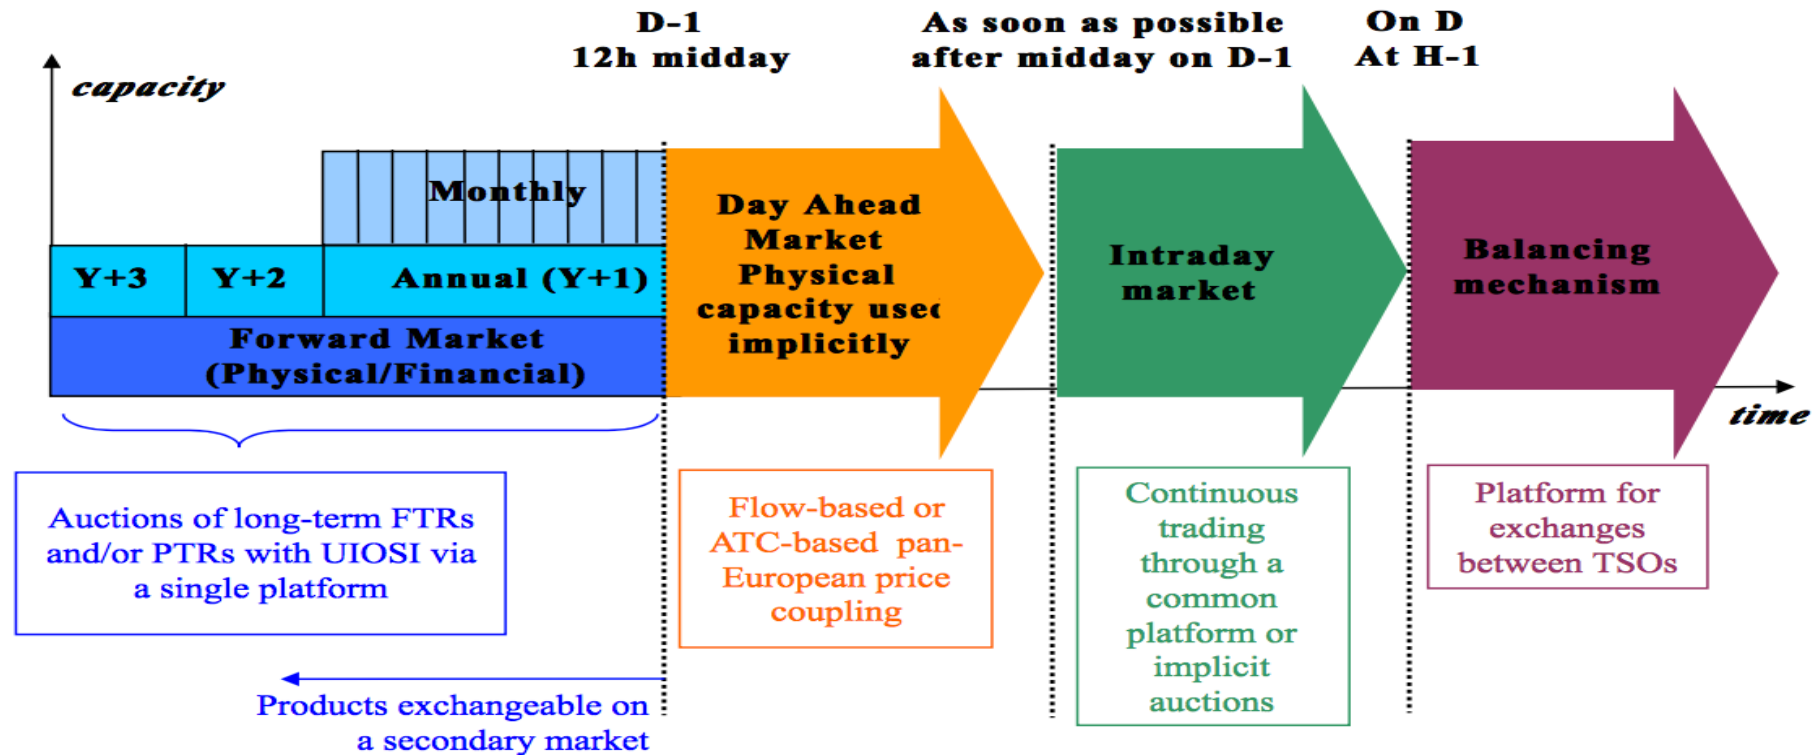 D-1
12h midday
As soon as possible
after midday on D-1
On D
At H-1
capacity
Monthly
Y+3
Y+2
Annual (Y+1)
Forward Market
(Physical/Financial)
Day Ahead
Market
Physical
capacity used
implicitly
Intraday
market
Balancing
mechanism
time
Auctions of long-term FTRs
and/or PTRs with UIOSI via
a single platform
Flow-based or
ATC-based pan-
European price
coupling
Continuous
trading
through a
common
platform or
implicit
auctions
Platform for
exchanges
between TSOs
Products exchangeable on
a secondary market